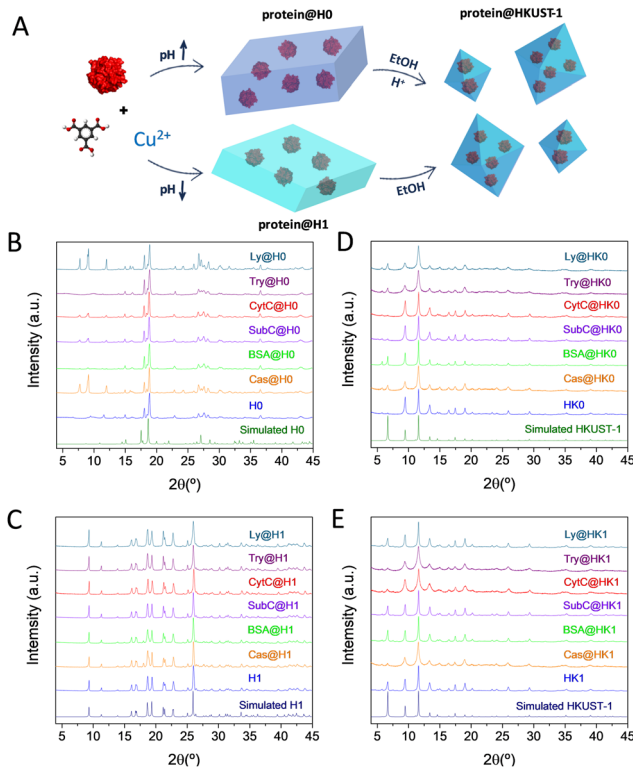 A
protein@H0
protein@HKUST-1
pH
EtOH
H⁺
+
Cu²⁺
pH
EtOH
protein@H1
B
Intensity (a.u.)
Ly@H0
Try@H0
CytC@H0
SubC@H0
BSA@H0
Cas@H0
H0
Simulated H0
5 10 15 20 25 30 35 40 45
2θ(º)
D
Intensity (a.u.)
Ly@HK0
Try@HK0
CytC@HK0
SubC@HK0
BSA@HK0
Cas@HK0
HK0
Simulated HKUST-1
5 10 15 20 25 30 35 40 45
2θ(º)
C
Intensity (a.u.)
Ly@H1
Try@H1
CytC@H1
SubC@H1
BSA@H1
Cas@H1
H1
Simulated H1
5 10 15 20 25 30 35 40 45
2θ(º)
E
Intensity (a.u.)
Ly@HK1
Try@HK1
CytC@HK1
SubC@HK1
BSA@HK1
Cas@HK1
HK1
Simulated HKUST-1
5 10 15 20 25 30 35 40 45
2θ(º)